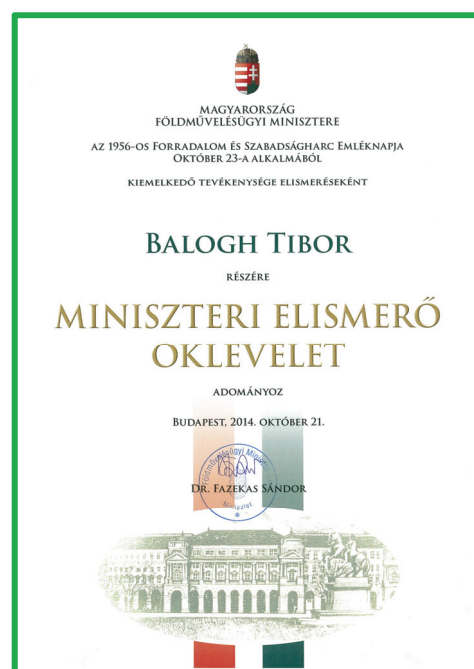 MAGYARORSZÁG
FÖLDMŰVELÉSÜGYI MINISZTERE
AZ 1956-OS FORRADALOM ÉS SZABADSÁGHARC EMLÉKNAPJA
OKTÓBER 23-A ALKALMÁBÓL
KIEMELKEDŐ TEVÉKENYSÉGE ELISMERÉSEKÉNT
BALOGH TIBOR
RÉSZÉRE
MINISZTERI ELISMERŐ
OKLEVELET
ADOMÁNYOZ
BUDAPEST, 2014. OKTÓBER 21.
Földművelésügyi
DR. FAZEKAS SÁNDOR